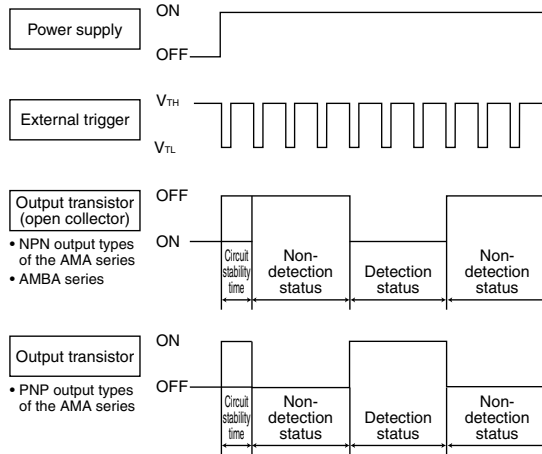 Power supply
ON
OFF
External trigger
VTH
VTL
Output transistor
(open collector)
• NPN output types
of the AMA series
• AMBA series
OFF
ON
Circuit
stability
time
Non-
detection
status
Detection
status
Non-
detection
status
Output transistor
• PNP output types
of the AMA series
ON
OFF
Circuit
stability
time
Non-
detection
status
Detection
status
Non-
detection
status